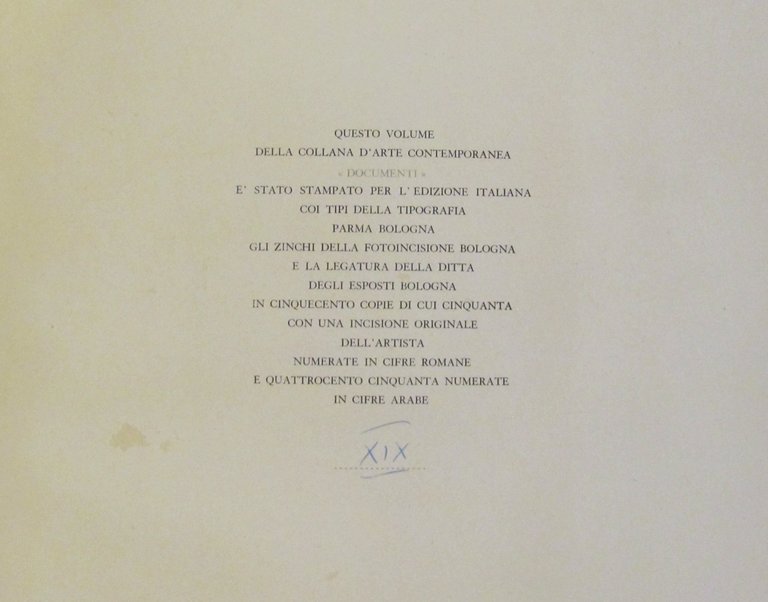 QUESTO VOLUME
DELLA COLLANA D'ARTE CONTEMPORANEA
« DOCUMENTI »
E' STATO STAMPATO PER L'EDIZIONE ITALIANA
COI TIPI DELLA TIPOGRAFIA
PARMA BOLOGNA
GLI ZINCHI DELLA FOTOINCISIONE BOLOGNA
E LA LEGATURA DELLA DITTA
DEGLI ESPOSTI BOLOGNA
IN CINQUECENTO COPIE DI CUI CINQUANTA
CON UNA INCISIONE ORIGINALE
DELL'ARTISTA
NUMERATE IN CIFRE ROMANE
E QUATTROCENTO CINQUANTA NUMERATE
IN CIFRE ARABE
XIX